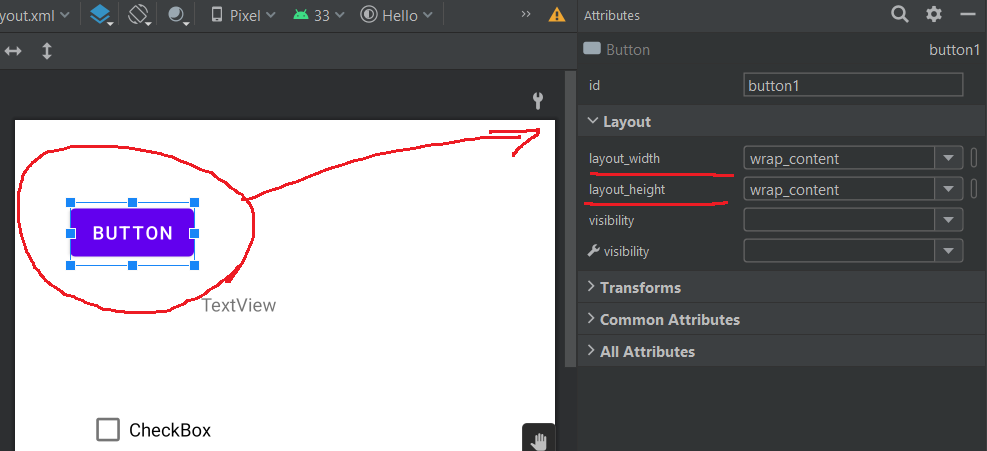 yout.xml Pixel 33 Hello
Attributes
Button button1
id button1
Layout
layout_width wrap_content
layout_height wrap_content
visibility
visibility
Transforms
Common Attributes
All Attributes
BUTTON
TextView
CheckBox